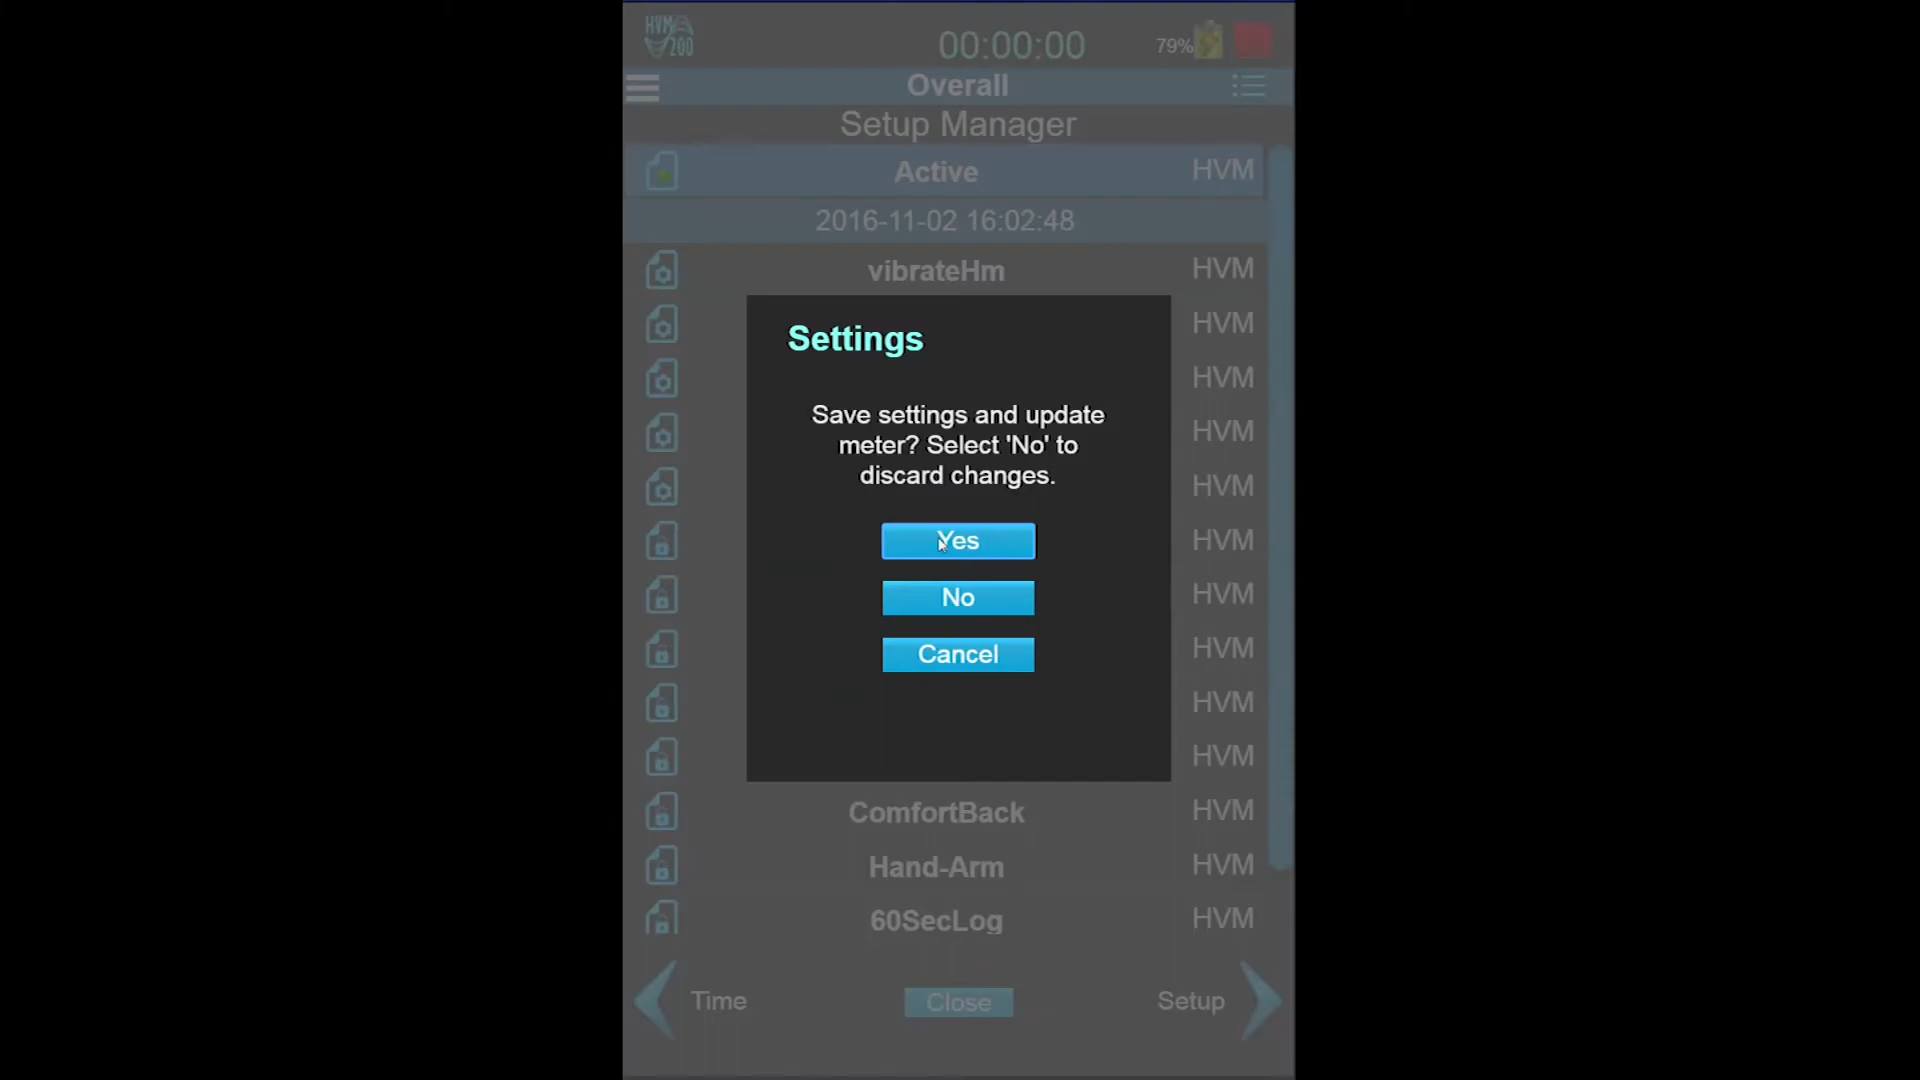 HVM
200
00:00:00
79%
Overall
Setup Manager
Active HVM
2016-11-02 16:02:48
vibrateHm HVM
HVM
HVM
HVM
HVM
HVM
HVM
HVM
HVM
HVM
Settings
Save settings and update
meter? Select 'No' to
discard changes.
Yes
No
Cancel
ComfortBack HVM
Hand-Arm HVM
60SecLog HVM
Time Close Setup